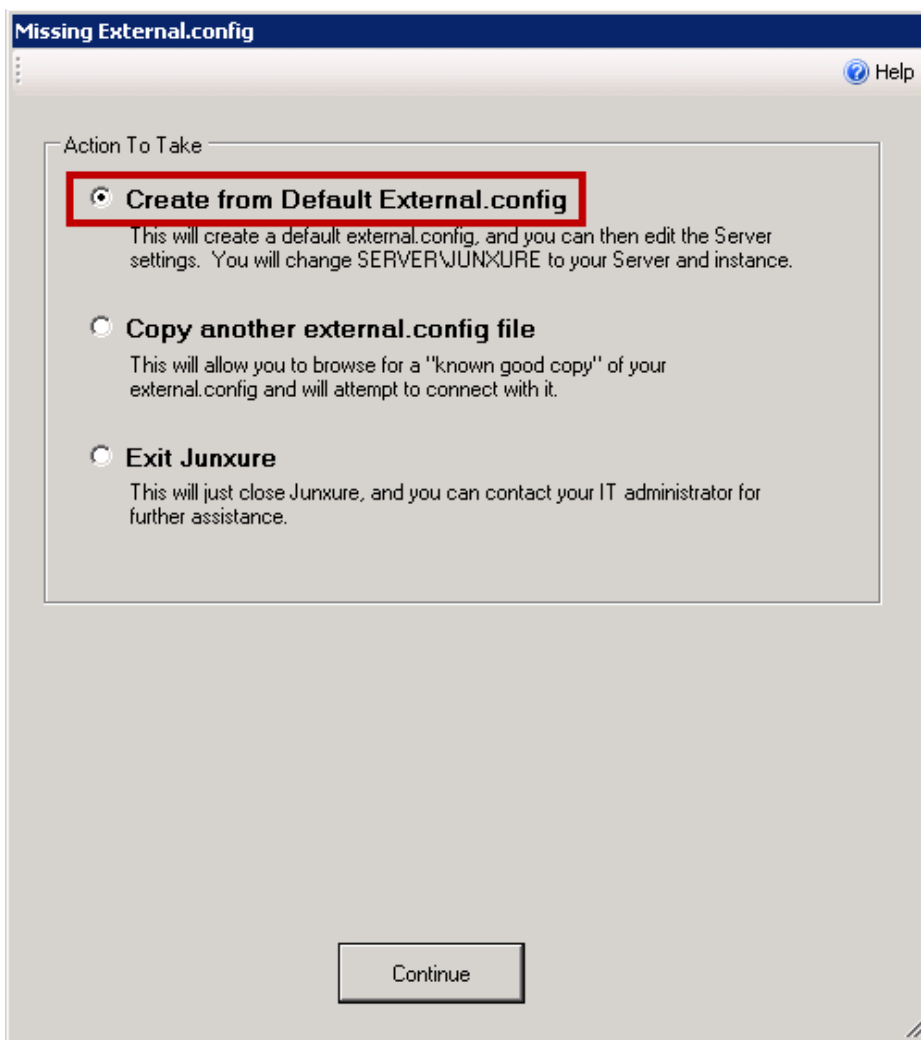 Missing External.config
Help
Action To Take
Create from Default External.config
This will create a default external.config, and you can then edit the Server
settings.  You will change SERVER\JUNXURE to your Server and instance.
Copy another external.config file
This will allow you to browse for a "known good copy" of your
external.config and will attempt to connect with it.
Exit Junxure
This will just close Junxure, and you can contact your IT administrator for
further assistance.
Continue